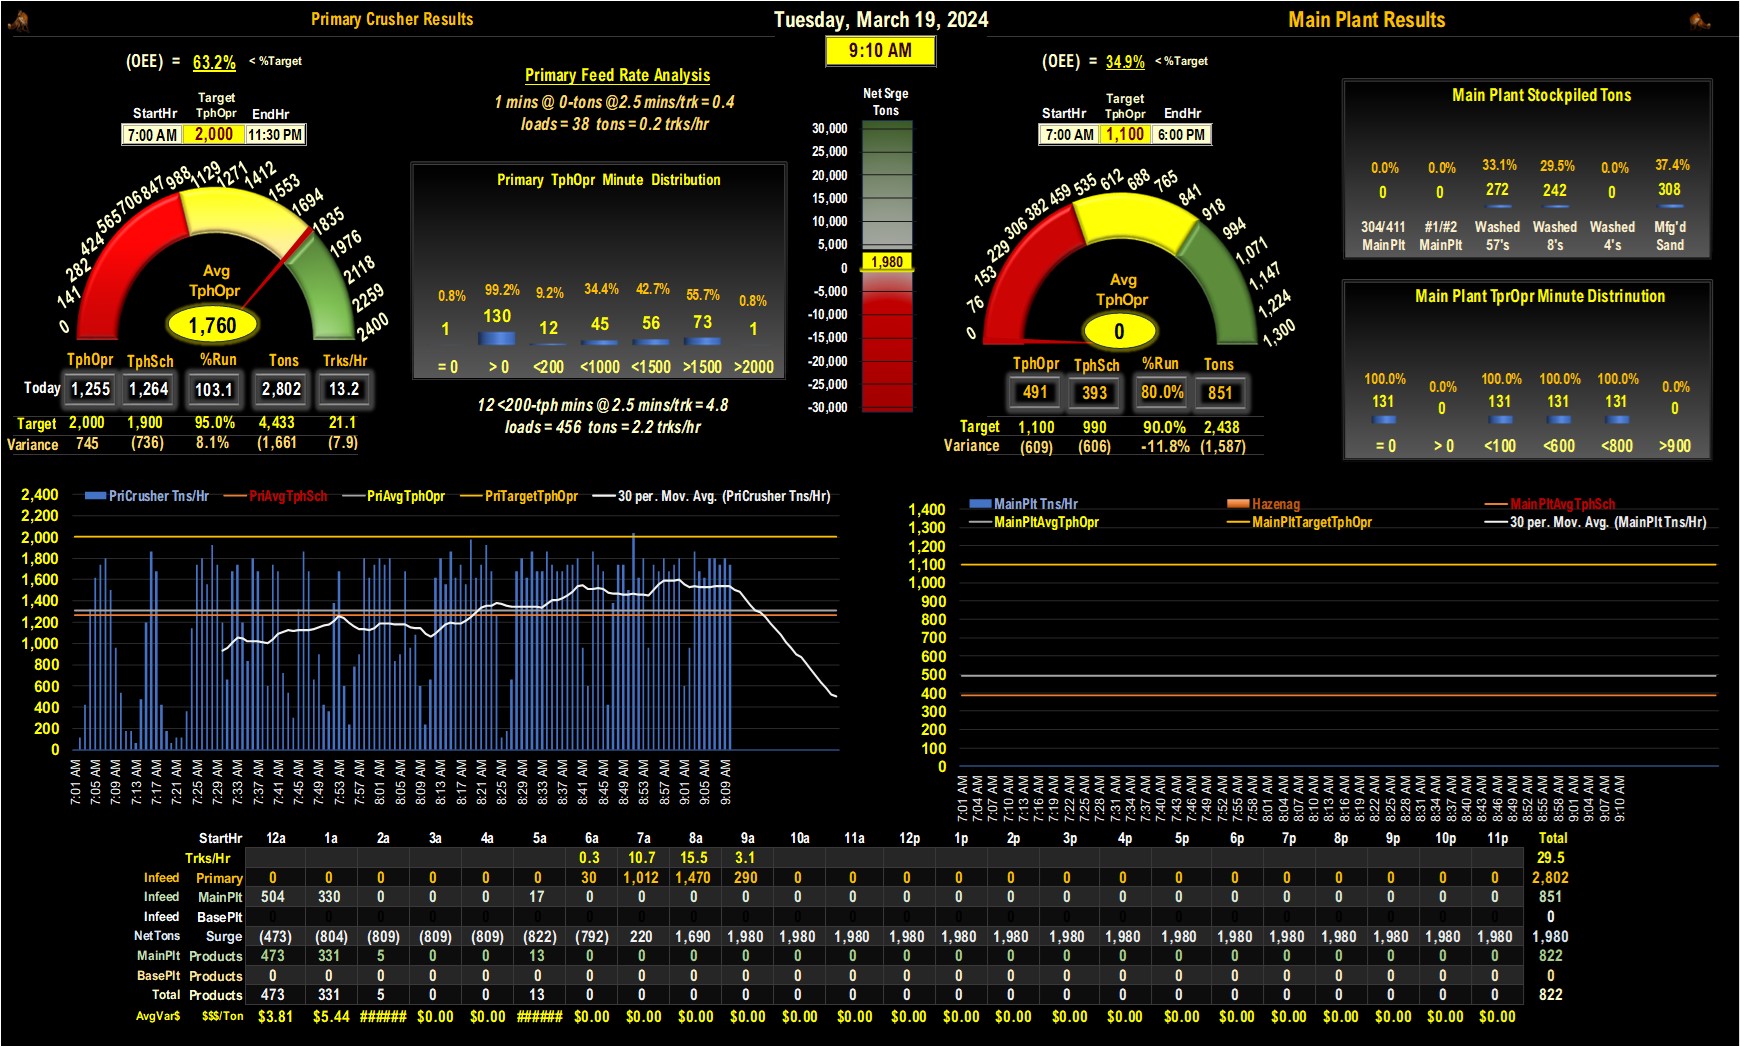 Primary Crusher Results
Tuesday, March 19, 2024
Main Plant Results
9:10 AM
(OEE) = 63.2% < %Target
Target
StartHr TphOpr EndHr
7:00 AM 2,000 11:30 PM
0 141 282 424 565 706 847 988 1129 1271 1412 1553 1694 1835 1976 2118 2259 2400
Avg
TphOpr
1,760
TphOpr TphSch %Run Tons Trks/Hr
Today 1,255 1,264 103.1 2,802 13.2
Target 2,000 1,900 95.0% 4,433 21.1
Variance 745 (736) 8.1% (1,661) (7.9)
Primary Feed Rate Analysis
1 mins @ 0-tons @2.5 mins/trk = 0.4
loads = 38 tons = 0.2 trks/hr
Primary TphOpr Minute Distribution
0.8% 99.2% 9.2% 34.4% 42.7% 55.7% 0.8%
1 130 12 45 56 73 1
= 0 > 0 <200 <1000 <1500 >1500 >2000
12 <200-tph mins @ 2.5 mins/trk = 4.8
loads = 456 tons = 2.2 trks/hr
Net Srge
Tons
30,000
25,000
20,000
15,000
10,000
5,000
0
-5,000
-10,000
-15,000
-20,000
-25,000
-30,000
1,980
(OEE) = 34.9% < %Target
Target
StartHr TphOpr EndHr
7:00 AM 1,100 6:00 PM
0 76 153 229 306 382 459 535 612 688 765 841 918 994 1,071 1,147 1,224 1,300
Avg
TphOpr
0
TphOpr TphSch %Run Tons
491 393 80.0% 851
Target 1,100 990 90.0% 2,438
Variance (609) (606) -11.8% (1,587)
Main Plant Stockpiled Tons
0.0% 0.0% 33.1% 29.5% 0.0% 37.4%
0 0 272 242 0 308
304/411 #1/#2 Washed Washed Washed Mfg'd
MainPlt MainPlt 57's 8's 4's Sand
Main Plant TprOpr Minute Distrinution
100.0% 0.0% 100.0% 100.0% 100.0% 0.0%
131 0 131 131 131 0
= 0 > 0 <100 <600 <800 >900
PriCrusher Tns/Hr PriAvgTphSch PriAvgTphOpr PriTargetTphOpr 30 per. Mov. Avg. (PriCrusher Tns/Hr)
2,400
2,200
2,000
1,800
1,600
1,400
1,200
1,000
800
600
400
200
0
7:01 AM 7:05 AM 7:09 AM 7:13 AM 7:17 AM 7:21 AM 7:25 AM 7:29 AM 7:33 AM 7:37 AM 7:41 AM 7:45 AM 7:49 AM 7:53 AM 7:57 AM 8:01 AM 8:05 AM 8:09 AM 8:13 AM 8:17 AM 8:21 AM 8:25 AM 8:29 AM 8:33 AM 8:37 AM 8:41 AM 8:45 AM 8:49 AM 8:53 AM 8:57 AM 9:01 AM 9:05 AM 9:09 AM
MainPlt Tns/Hr Hazenag MainPltAvgTphSch
MainPltAvgTphOpr MainPltTargetTphOpr 30 per. Mov. Avg. (MainPlt Tns/Hr)
1,400
1,300
1,200
1,100
1,000
900
800
700
600
500
400
300
200
100
0
7:01 AM 7:04 AM 7:07 AM 7:10 AM 7:13 AM 7:16 AM 7:19 AM 7:22 AM 7:25 AM 7:28 AM 7:31 AM 7:34 AM 7:37 AM 7:40 AM 7:43 AM 7:46 AM 7:49 AM 7:52 AM 7:55 AM 7:58 AM 8:01 AM 8:04 AM 8:07 AM 8:10 AM 8:13 AM 8:16 AM 8:19 AM 8:22 AM 8:25 AM 8:28 AM 8:31 AM 8:34 AM 8:37 AM 8:40 AM 8:43 AM 8:46 AM 8:49 AM 8:52 AM 8:55 AM 8:58 AM 9:01 AM 9:04 AM 9:07 AM 9:10 AM
StartHr 12a 1a 2a 3a 4a 5a 6a 7a 8a 9a 10a 11a 12p 1p 2p 3p 4p 5p 6p 7p 8p 9p 10p 11p Total
Trks/Hr 0.3 10.7 15.5 3.1 29.5
Infeed Primary 0 0 0 0 0 0 30 1,012 1,470 290 0 0 0 0 0 0 0 0 0 0 0 0 0 0 2,802
Infeed MainPlt 504 330 0 0 0 17 0 0 0 0 0 0 0 0 0 0 0 0 0 0 0 0 0 0 851
Infeed BasePlt 0 0 0 0 0 0 0 0 0 0 0 0 0 0 0 0 0 0 0 0 0 0 0 0 0
NetTons Surge (473) (804) (809) (809) (809) (822) (792) 220 1,690 1,980 1,980 1,980 1,980 1,980 1,980 1,980 1,980 1,980 1,980 1,980 1,980 1,980 1,980 1,980 1,980
MainPlt Products 473 331 5 0 0 13 0 0 0 0 0 0 0 0 0 0 0 0 0 0 0 0 0 0 822
BasePlt Products 0 0 0 0 0 0 0 0 0 0 0 0 0 0 0 0 0 0 0 0 0 0 0 0 0
Total Products 473 331 5 0 0 13 0 0 0 0 0 0 0 0 0 0 0 0 0 0 0 0 0 0 822
AvgVar$ $$$/Ton $3.81 $5.44 ###### $0.00 $0.00 ###### $0.00 $0.00 $0.00 $0.00 $0.00 $0.00 $0.00 $0.00 $0.00 $0.00 $0.00 $0.00 $0.00 $0.00 $0.00 $0.00 $0.00 $0.00